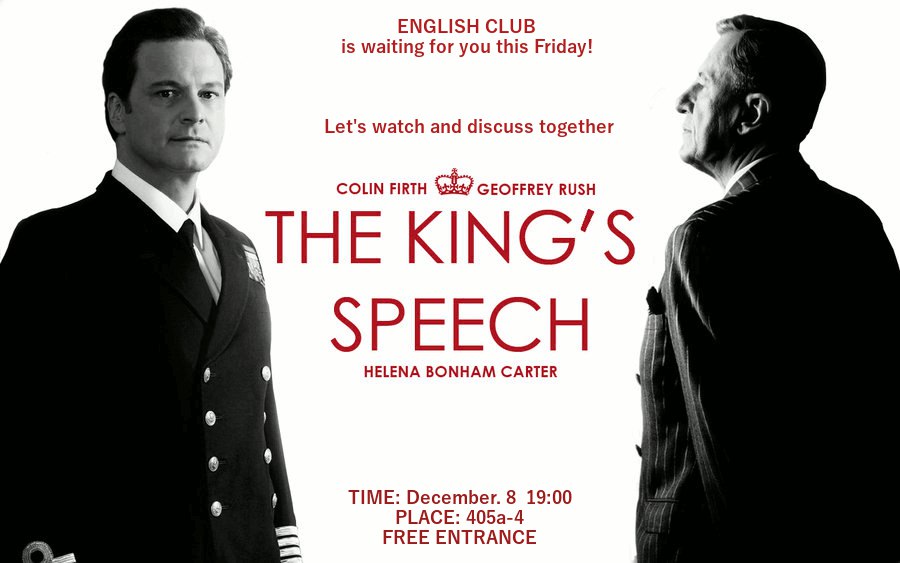 ENGLISH CLUB
is waiting for you this Friday!
Let's watch and discuss together
COLIN FIRTH GEOFFREY RUSH
THE KING'S
SPEECH
HELENA BONHAM CARTER
TIME: December. 8 19:00
PLACE: 405a-4
FREE ENTRANCE